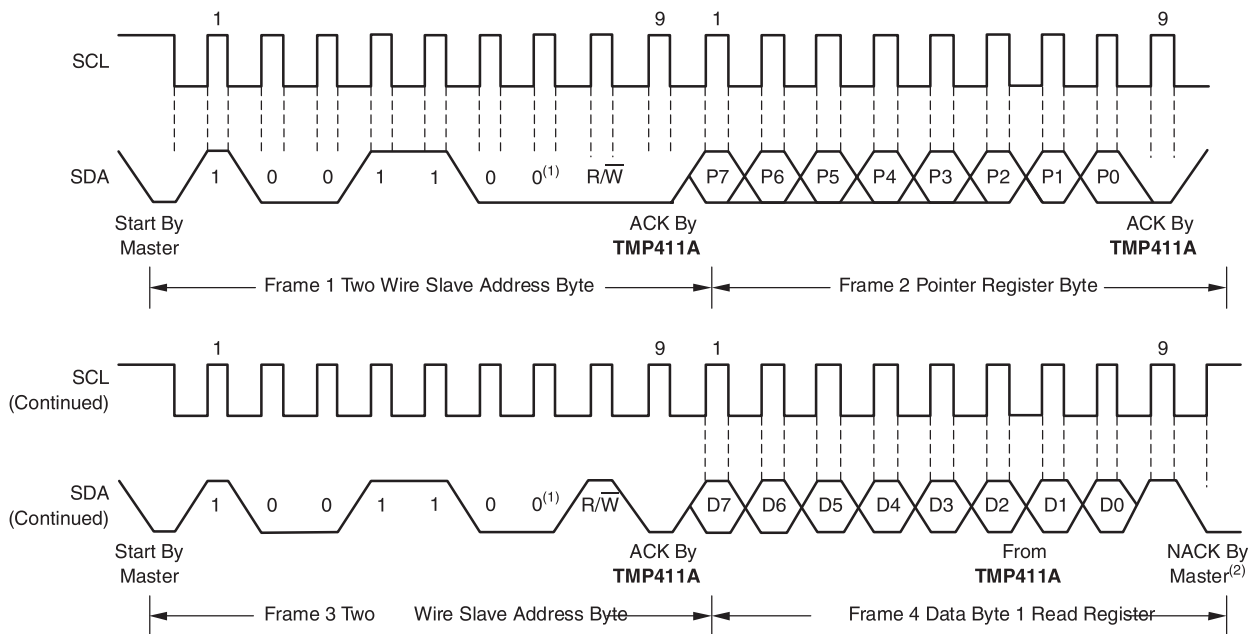 1 9 1 9
SCL
SDA 1 0 0 1 1 0 0(1) R/W̅ P7 P6 P5 P4 P3 P2 P1 P0
Start By ACK By ACK By
Master TMP411A TMP411A
Frame 1 Two Wire Slave Address Byte Frame 2 Pointer Register Byte
1 9 1 9
SCL
(Continued)
SDA
(Continued) 1 0 0 1 1 0 0(1) R/W̅ D7 D6 D5 D4 D3 D2 D1 D0
Start By ACK By From NACK By
Master TMP411A TMP411A Master(2)
Frame 3 Two Wire Slave Address Byte Frame 4 Data Byte 1 Read Register